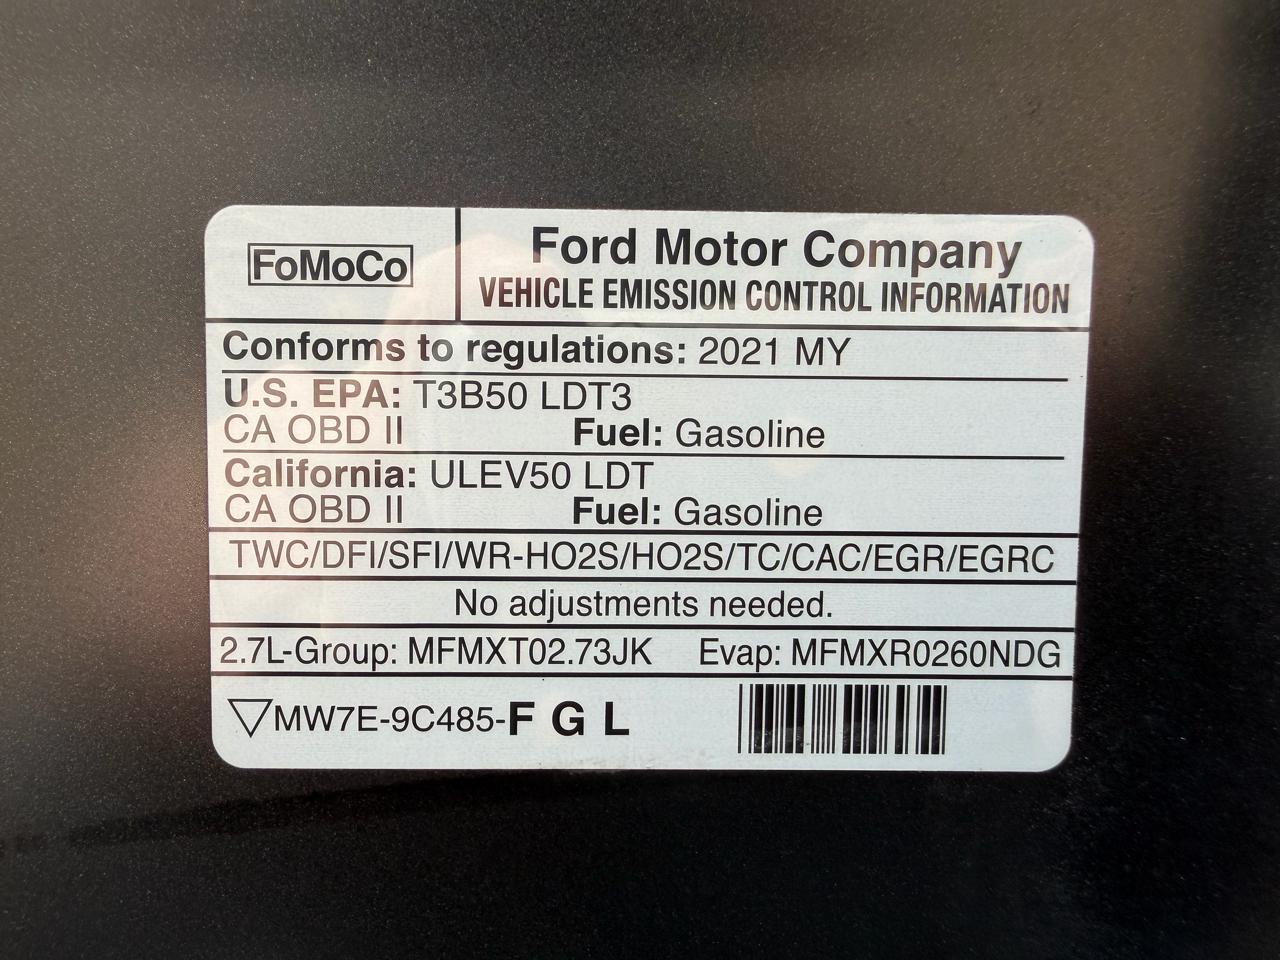 FoMoCo
Ford Motor Company
VEHICLE EMISSION CONTROL INFORMATION
Conforms to regulations: 2021 MY
U.S. EPA: T3B50 LDT3
CA OBD II Fuel: Gasoline
California: ULEV50 LDT
CA OBD II Fuel: Gasoline
TWC/DFI/SFI/WR-HO2S/HO2S/TC/CAC/EGR/EGRC
No adjustments needed.
2.7L-Group: MFMXT02.73JK Evap: MFMXR0260NDG
MW7E-9C485-F G L